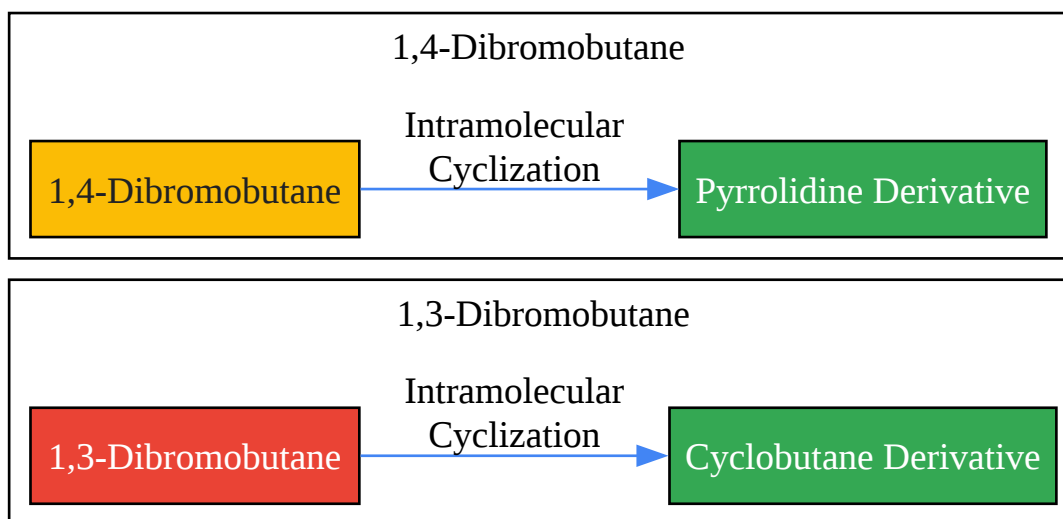 1,4-Dibromobutane
Intramolecular
Cyclization
1,4-Dibromobutane
Pyrrolidine Derivative
1,3-Dibromobutane
Intramolecular
Cyclization
1,3-Dibromobutane
Cyclobutane Derivative